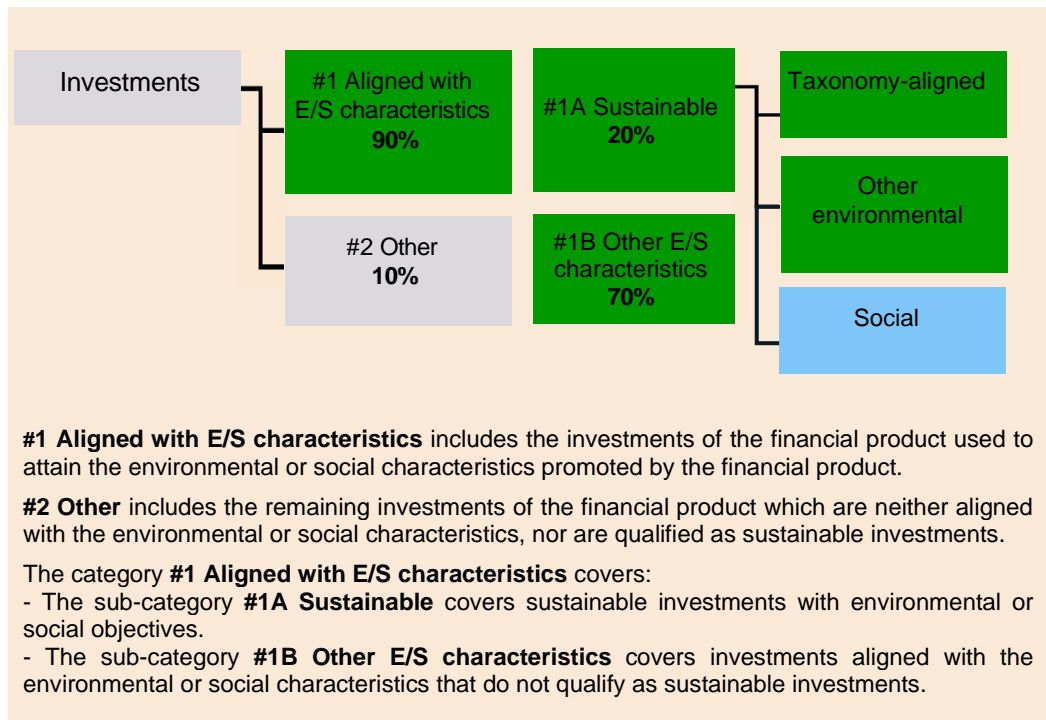 Investments
#1 Aligned with
E/S characteristics
90%
#2 Other
10%
#1A Sustainable
20%
#1B Other E/S
characteristics
70%
Taxonomy-aligned
Other
environmental
Social
#1 Aligned with E/S characteristics includes the investments of the financial product used to
attain the environmental or social characteristics promoted by the financial product.
#2 Other includes the remaining investments of the financial product which are neither aligned
with the environmental or social characteristics, nor are qualified as sustainable investments.
The category #1 Aligned with E/S characteristics covers:
- The sub-category #1A Sustainable covers sustainable investments with environmental or
social objectives.
- The sub-category #1B Other E/S characteristics covers investments aligned with the
environmental or social characteristics that do not qualify as sustainable investments.